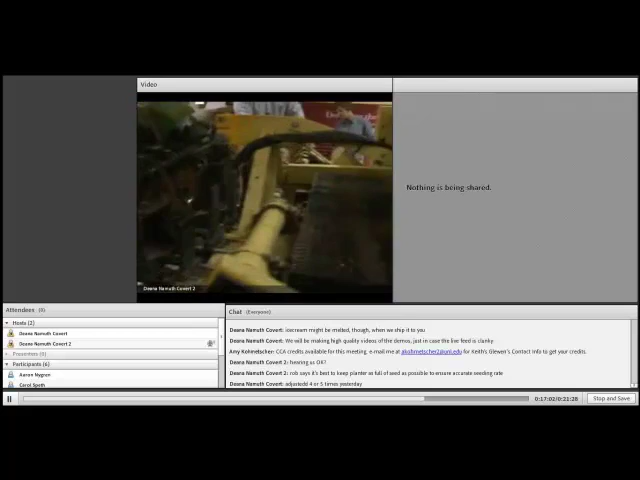 Video
Nothing is being shared.
Deana Namuth Covert 2
Attendees
Hosts (2)
Deana Namuth Covert
Deana Namuth Covert 2
Presenters (0)
Participants (6)
Aaron Nygren
Carol Speth
Chat (Everyone)
Deana Namuth Covert: icecream might be melted, though, when we ship it to you
Deana Namuth Covert: We will be making high quality videos of the demos, just in case the live feed is clunky
Amy Kohmetscher: CCA credits available for this meeting, e-mail me at akohmetscher2@unl.edu for Keith Glewen's Contact Info to get your credits.
Deana Namuth Covert 2: hearing us OK?
Deana Namuth Covert 2: rob says it's best to keep planter as full of seed as possible to ensure accurate seeding rate
Deana Namuth Covert: adjustedd 4 or 5 times yesterday
0:17:02/0:21:28
Stop and Save